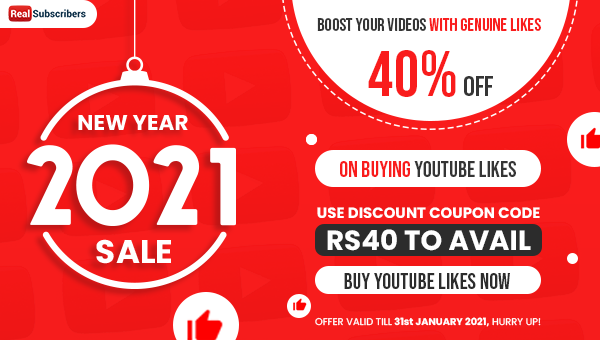 Real Subscribers
NEW YEAR
2021
SALE
BOOST YOUR VIDEOS WITH GENUINE LIKES
40% OFF
ON BUYING YOUTUBE LIKES
USE DISCOUNT COUPON CODE
RS40 TO AVAIL
BUY YOUTUBE LIKES NOW
OFFER VALID TILL 31st JANUARY 2021, HURRY UP!